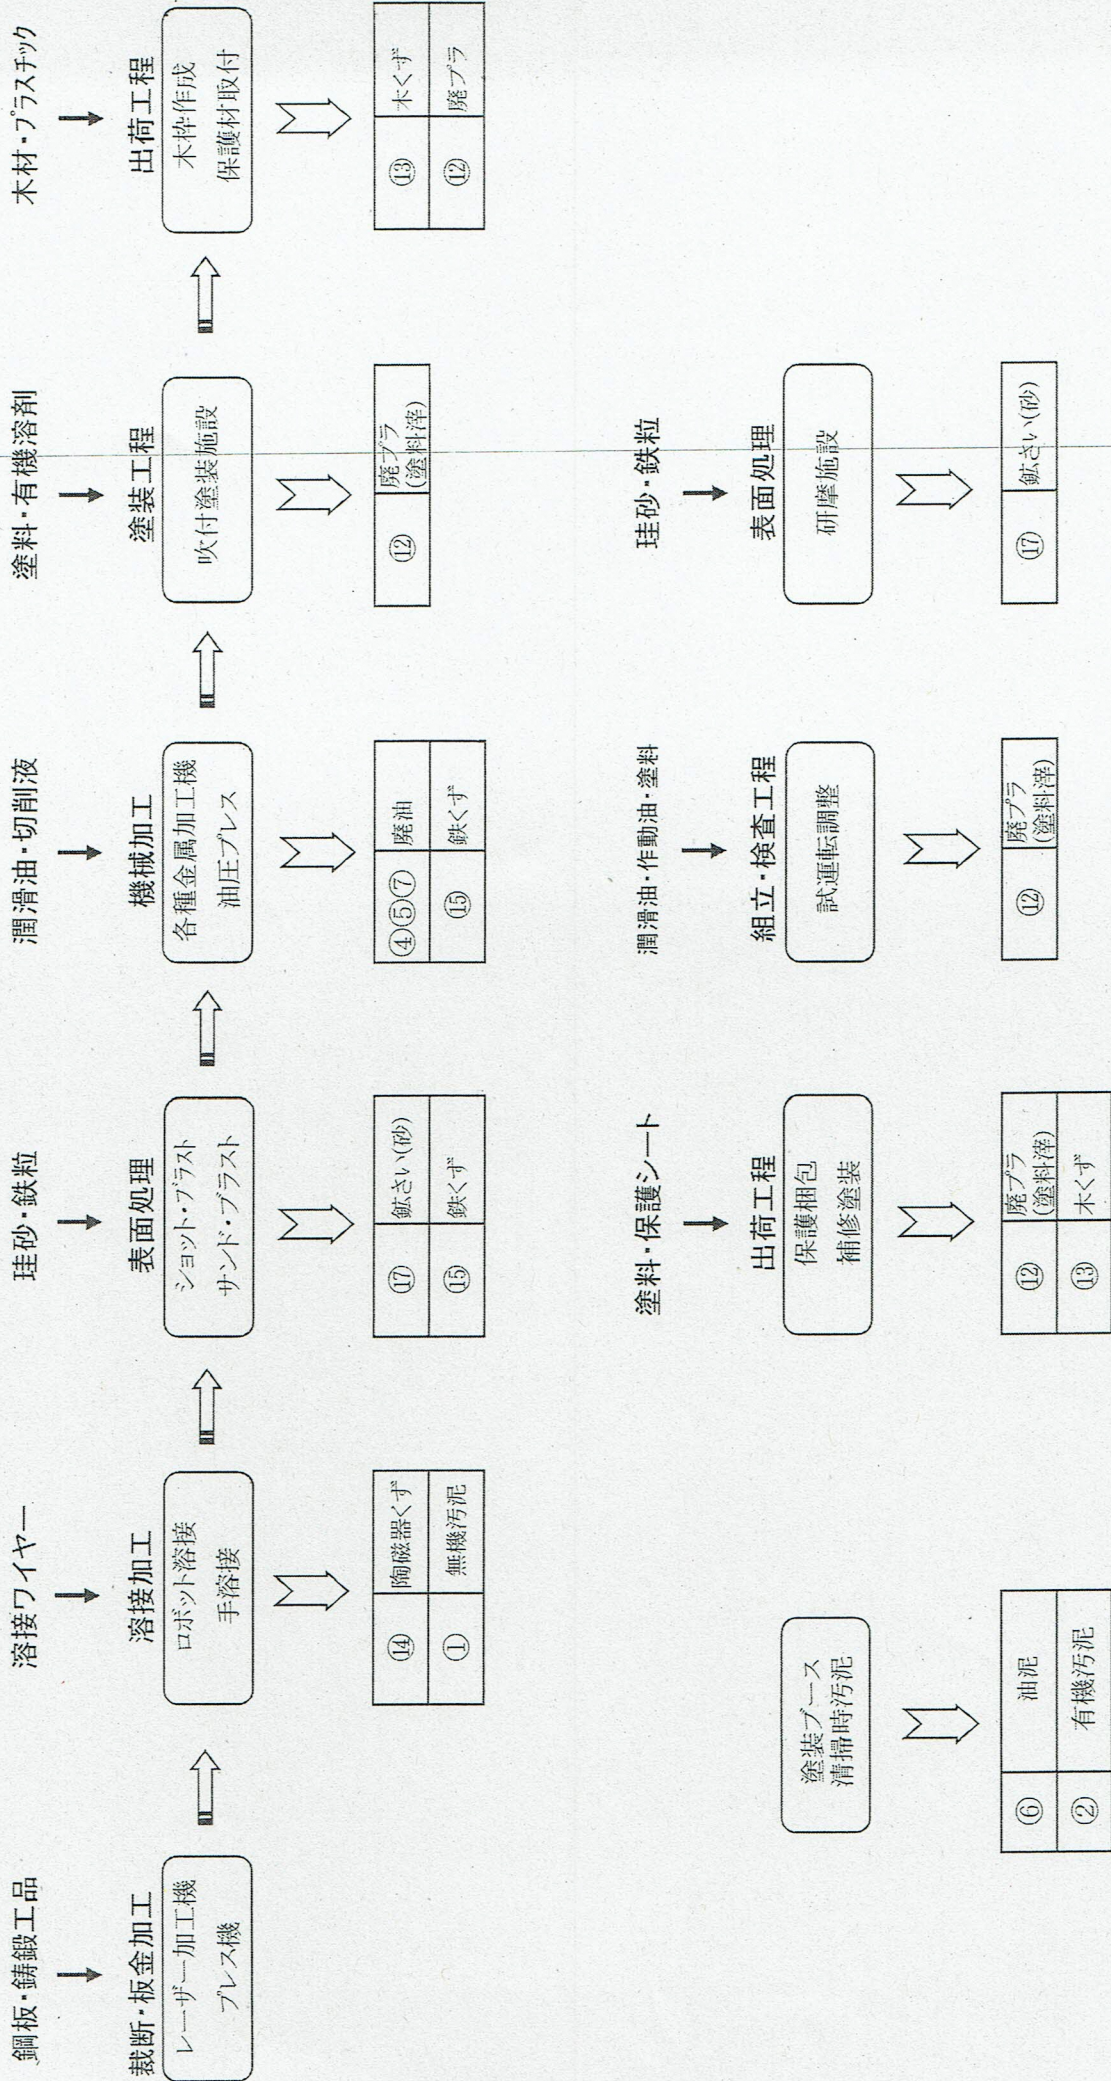 鋼板・鋳鍛工品
裁断・板金加工
レーザー加工機
プレス機
溶接ワイヤー
溶接加工
ロボット溶接
手溶接
⑭ 陶磁器くず
① 無機汚泥
珪砂・鉄粒
表面処理
ショット・ブラスト
サンド・ブラスト
⑰ 鉱さい(砂)
⑮ 鉄くず
潤滑油・切削液
機械加工
各種金属加工機
油圧プレス
④⑤⑦ 廃油
⑮ 鉄くず
塗料・有機溶剤
塗装工程
吹付塗装施設
⑫ 廃プラ
(塗料滓)
木材・プラスチック
出荷工程
木枠作成
保護材取付
⑬ 木くず
⑫ 廃プラ
塗装ブース
清掃時汚泥
⑥ 油泥
② 有機汚泥
塗料・保護シート
出荷工程
保護梱包
補修塗装
⑫ 廃プラ
(塗料滓)
⑬ 木くず
潤滑油・作動油・塗料
組立・検査工程
試運転調整
⑫ 廃プラ
(塗料滓)
珪砂・鉄粒
表面処理
研摩施設
⑰ 鉱さい(砂)